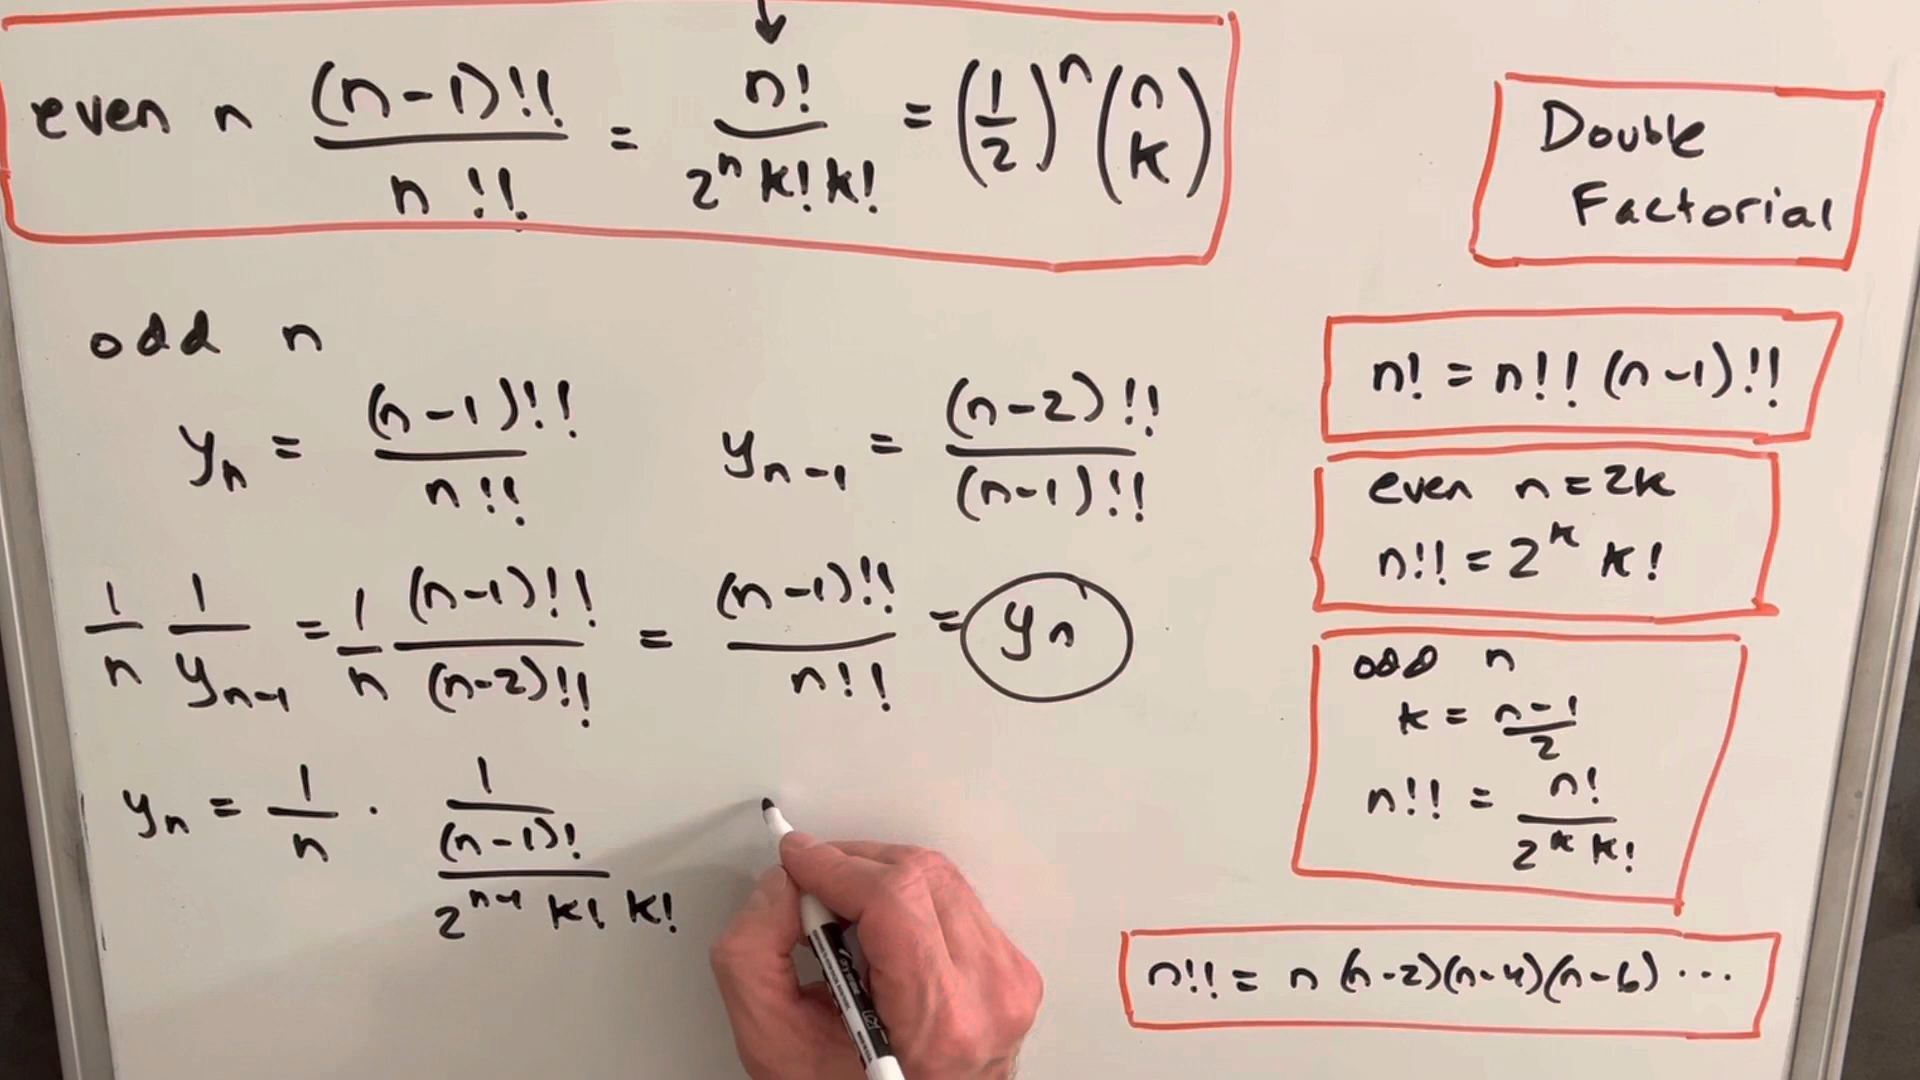 even n (n-1)!!/n!! = n!/(2^n k! k!) = (1/2)^n (n k)
Double
Factorial
odd n
y_n = (n-1)!!/n!!
y_{n-1} = (n-2)!!/(n-1)!!
1/n 1/y_{n-1} = 1/n (n-1)!!/(n-2)!! = (n-1)!!/n!! = y_n
y_n = 1/n · 1/((n-1)!/(2^{n-1} k! k!))
n! = n!! (n-1)!!
even n = 2k
n!! = 2^k k!
odd n
k = (n-1)/2
n!! = n!/(2^k k!)
n!! = n (n-2)(n-4)(n-6) ...